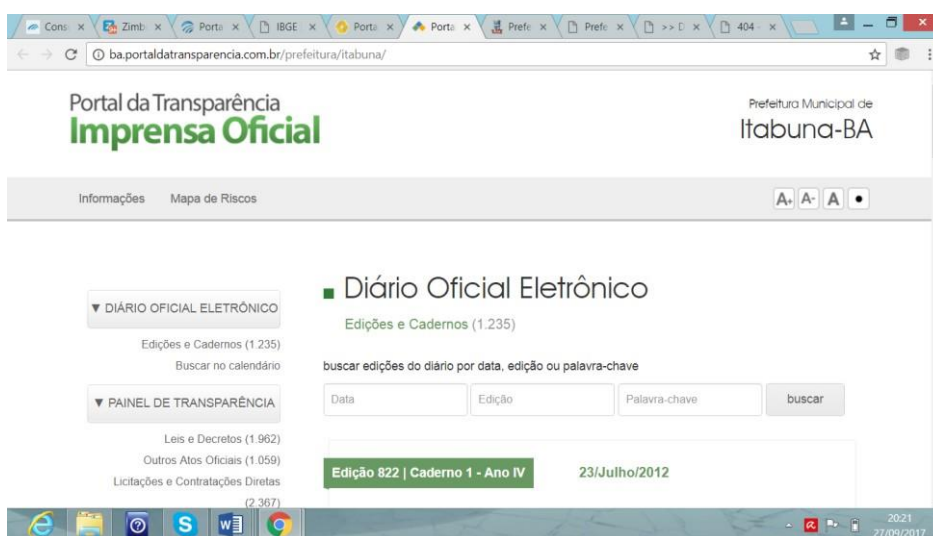 Cons
Zimb
Porta
IBGE
Porta
Porta
Prefe
Prefe
>> D
404 -
ba.portaldatransparencia.com.br/prefeitura/itabuna/
Portal da Transparência
Imprensa Oficial
Prefeitura Municipal de
Itabuna-BA
Informações Mapa de Riscos
A+ A- A
Diário Oficial Eletrônico
Edições e Cadernos (1.235)
buscar edições do diário por data, edição ou palavra-chave
Data Edição Palavra-chave buscar
Edição 822 | Caderno 1 - Ano IV 23/Julho/2012
▼ DIÁRIO OFICIAL ELETRÔNICO
Edições e Cadernos (1.235)
Buscar no calendário
▼ PAINEL DE TRANSPARÊNCIA
Leis e Decretos (1.962)
Outros Atos Oficiais (1.059)
Licitações e Contratações Diretas
(2.367)
20:21
27/09/2017